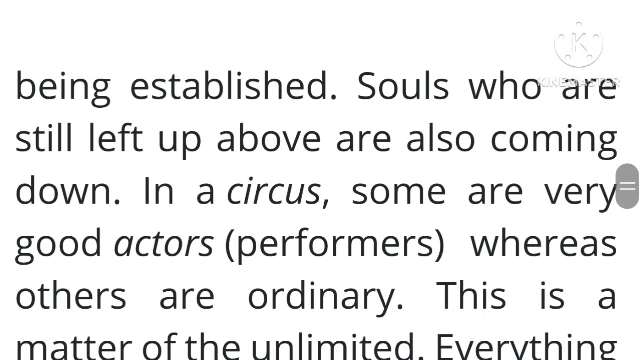 being established. Souls who are
still left up above are also coming
down. In a circus, some are very
good actors (performers) whereas
others are ordinary. This is a
matter of the unlimited. Everything
KINEMASTER